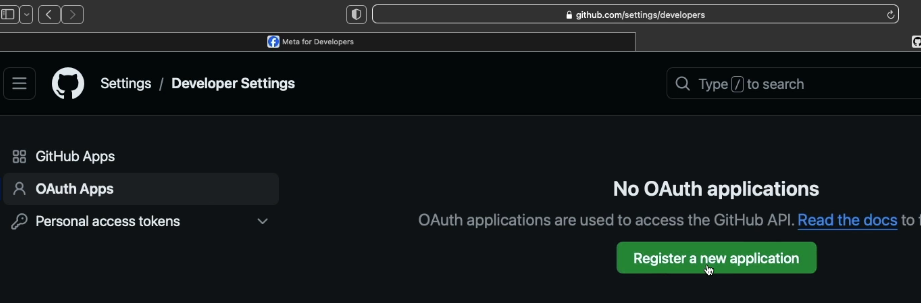 github.com/settings/developers
Meta for Developers
Settings / Developer Settings
Type / to search
GitHub Apps
OAuth Apps
Personal access tokens
No OAuth applications
OAuth applications are used to access the GitHub API. Read the docs to
Register a new application